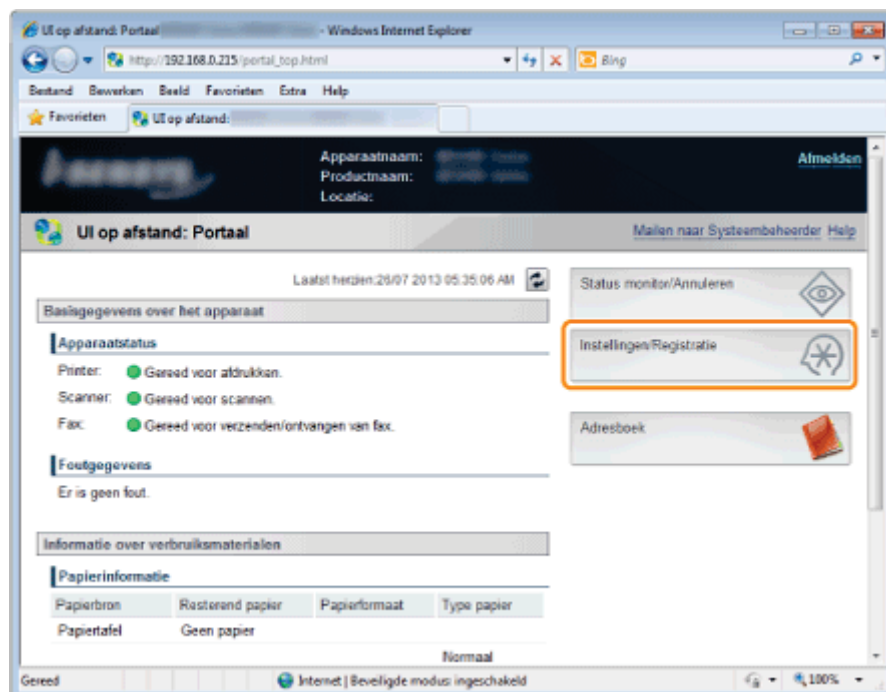 UI op afstand: Portaal - Windows Internet Explorer
http://192.168.0.215/portal_top.html
Bing
Bestand Bewerken Beeld Favorieten Extra Help
Favorieten
UI op afstand:
Apparaatnaam:
Productnaam:
Locatie:
Afmelden
UI op afstand: Portaal
Mailen naar Systeembeheerder Help
Laatst herzien:26/07 2013 05:35:06 AM
Basisgegevens over het apparaat
Apparaatstatus
Printer: Gereed voor afdrukken.
Scanner: Gereed voor scannen.
Fax: Gereed voor verzenden/ontvangen van fax.
Foutgegevens
Er is geen fout.
Status monitor/Annuleren
Instellingen/Registratie
Adresboek
Informatie over verbruiksmaterialen
Papierinformatie
Papierbron Resterend papier Papierformaat Type papier
Papiertafel Geen papier
Normaal
Gereed
Internet | Beveiligde modus ingeschakeld
100%